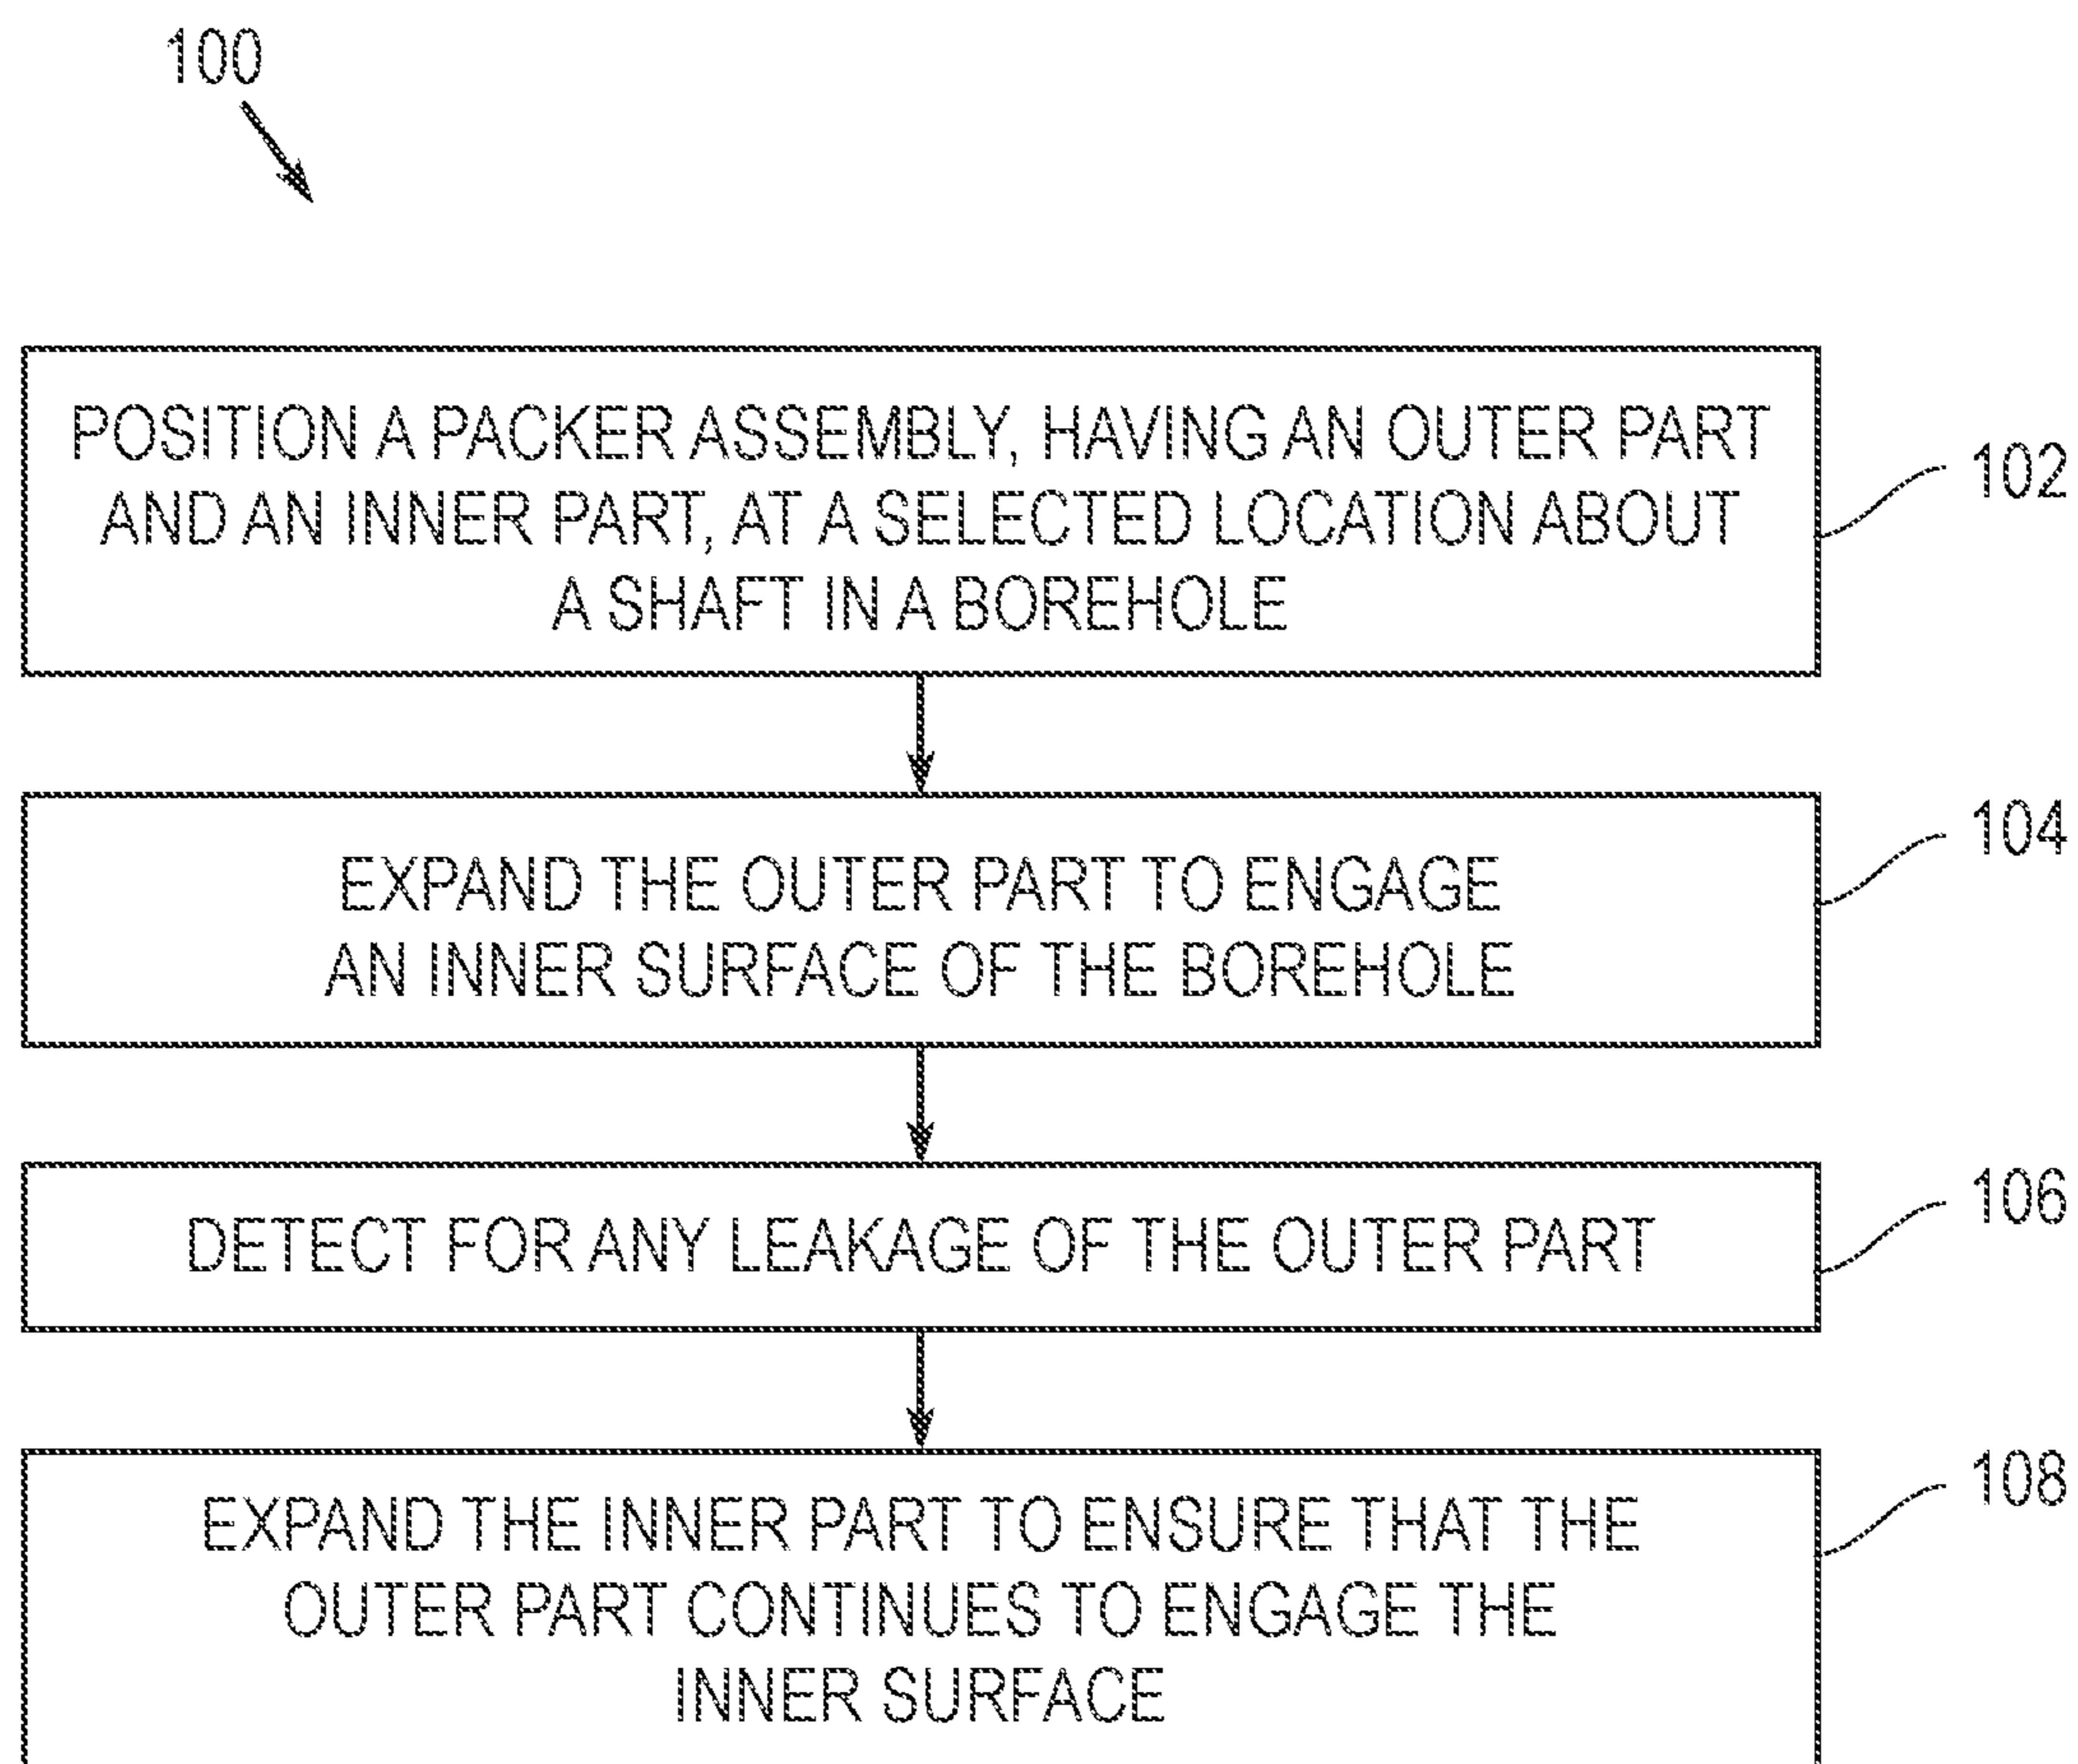 100
POSITION A PACKER ASSEMBLY, HAVING AN OUTER PART
AND AN INNER PART, AT A SELECTED LOCATION ABOUT
A SHAFT IN A BOREHOLE
102
EXPAND THE OUTER PART TO ENGAGE
AN INNER SURFACE OF THE BOREHOLE
104
DETECT FOR ANY LEAKAGE OF THE OUTER PART
106
EXPAND THE INNER PART TO ENSURE THAT THE
OUTER PART CONTINUES TO ENGAGE THE
INNER SURFACE
108